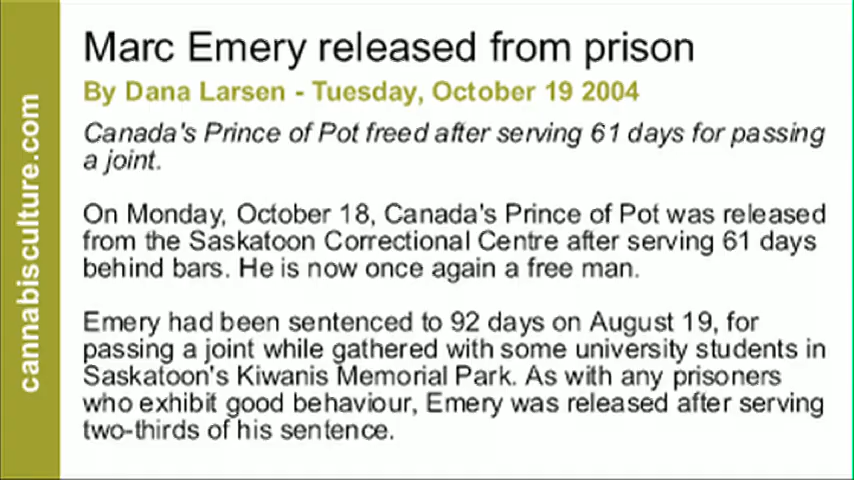 cannabisculture.com
Marc Emery released from prison
By Dana Larsen - Tuesday, October 19 2004
Canada's Prince of Pot freed after serving 61 days for passing
a joint.
On Monday, October 18, Canada's Prince of Pot was released
from the Saskatoon Correctional Centre after serving 61 days
behind bars. He is now once again a free man.
Emery had been sentenced to 92 days on August 19, for
passing a joint while gathered with some university students in
Saskatoon's Kiwanis Memorial Park. As with any prisoners
who exhibit good behaviour, Emery was released after serving
two-thirds of his sentence.